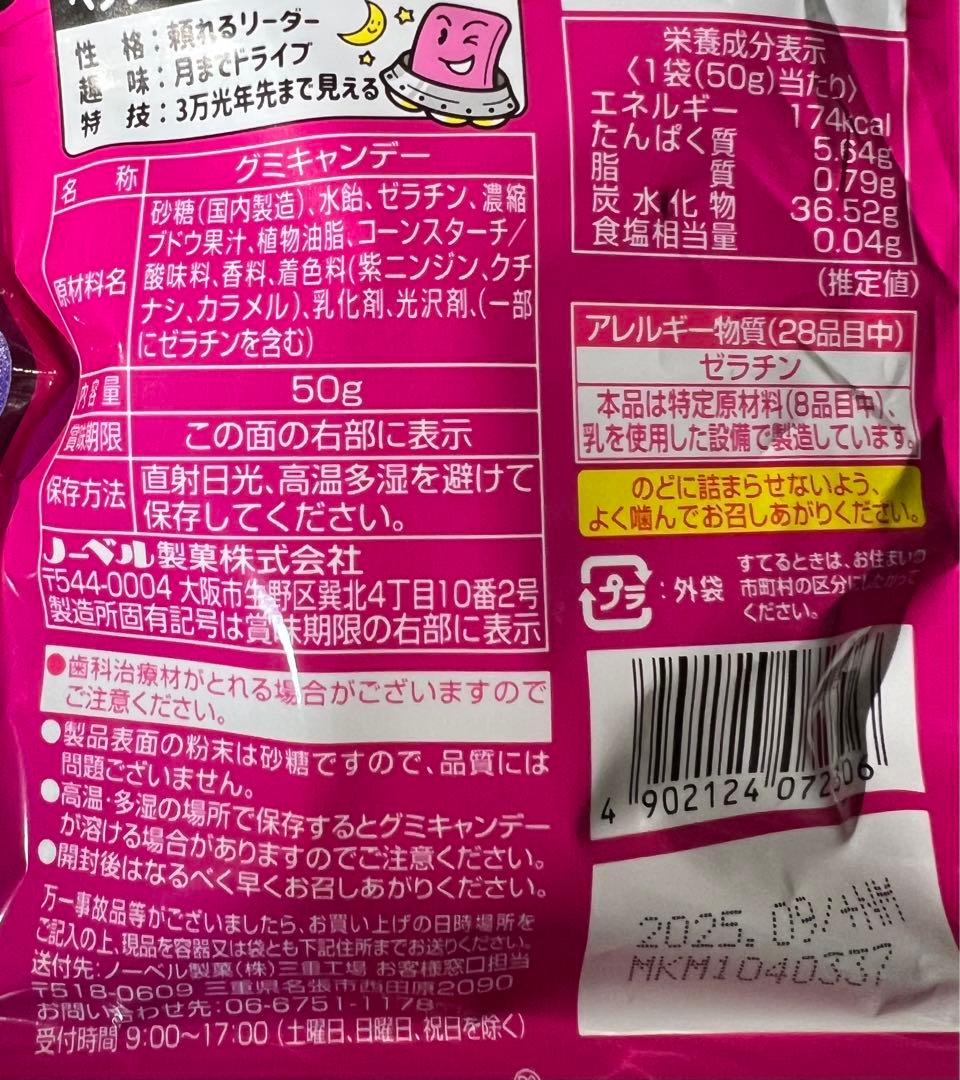 性 格：頼れるリーダー
趣 味：月までドライブ
特 技：3万光年先まで見える
名 称 グミキャンデー
原材料名 砂糖(国内製造)、水飴、ゼラチン、濃縮
ブドウ果汁、植物油脂、コーンスターチ/
酸味料、香料、着色料(紫ニンジン、クチ
ナシ、カラメル)、乳化剤、光沢剤、(一部
にゼラチンを含む)
内容量 50g
賞味期限 この面の右部に表示
保存方法 直射日光、高温多湿を避けて
保存してください。
ノーベル製菓株式会社
〒544-0004 大阪市生野区巽北4丁目10番2号
製造所固有記号は賞味期限の右部に表示
●歯科治療材がとれる場合がございますので
ご注意ください。
●製品表面の粉末は砂糖ですので、品質には
問題ございません。
●高温・多湿の場所で保存するとグミキャンデー
が溶ける場合がありますのでご注意ください。
●開封後はなるべく早くお召しあがりください。
万一事故品等がございましたら、お買い上げの日時場所を
ご記入の上、現品を容器又は袋とも下記住所までお送りください。
送付先：ノーベル製菓(株)三重工場 お客様窓口担当
〒518-0609 三重県名張市西田原2090
お問い合わせ先：06-6751-1178
受付時間 9:00～17:00 (土曜日、日曜日、祝日を除く)
栄養成分表示
〈1袋(50g)当たり〉
エネルギー 174kcal
たんぱく質 5.64g
脂 質 0.79g
炭水化物 36.52g
食塩相当量 0.04g
(推定値)
アレルギー物質(28品目中)
ゼラチン
本品は特定原材料(8品目中)、
乳を使用した設備で製造しています。
のどに詰まらせないよう、
よく噛んでお召しあがりください。
プラ：外袋
すてるときは、お住まいの
市町村の区分にしたがって
ください。
4 902124 072306
2025.09/+HNM
MKM1040337